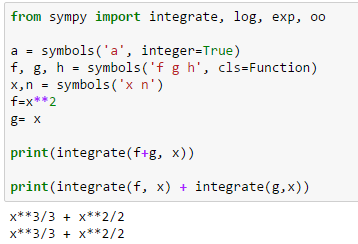 from sympy import integrate, log, exp, oo
a = symbols('a', integer=True)
f, g, h = symbols('f g h', cls=Function)
x,n = symbols('x n')
f=x**2
g= x
print(integrate(f+g, x))
print(integrate(f, x) + integrate(g,x))
x**3/3 + x**2/2
x**3/3 + x**2/2